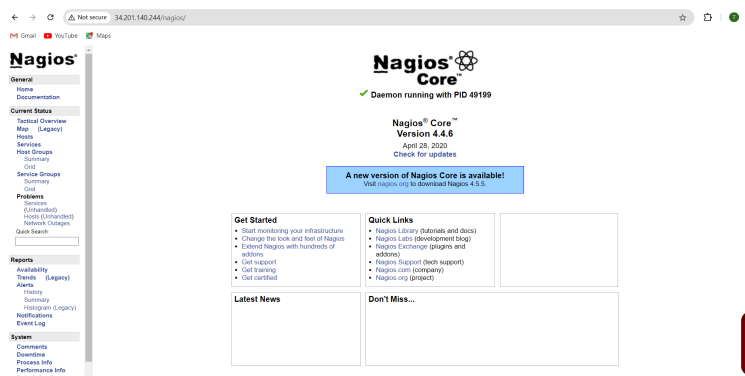 Not secure 34.201.140.244/nagios/
T
Gmail YouTube Maps
Nagios®
General
Home
Documentation
Current Status
Tactical Overview
Map (Legacy)
Hosts
Services
Host Groups
Summary
Grid
Service Groups
Summary
Grid
Problems
Services
(Unhandled)
Hosts (Unhandled)
Network Outages
Quick Search:
Reports
Availability
Trends (Legacy)
Alerts
History
Summary
Histogram (Legacy)
Notifications
Event Log
System
Comments
Downtime
Process Info
Performance Info
Nagios®
Core™
Daemon running with PID 49199
Nagios® Core™
Version 4.4.6
April 28, 2020
Check for updates
A new version of Nagios Core is available!
Visit nagios.org to download Nagios 4.5.5.
Get Started
• Start monitoring your infrastructure
• Change the look and feel of Nagios
• Extend Nagios with hundreds of
addons
• Get support
• Get training
• Get certified
Quick Links
• Nagios Library (tutorials and docs)
• Nagios Labs (development blog)
• Nagios Exchange (plugins and
addons)
• Nagios Support (tech support)
• Nagios.com (company)
• Nagios.org (project)
Latest News
Don't Miss...